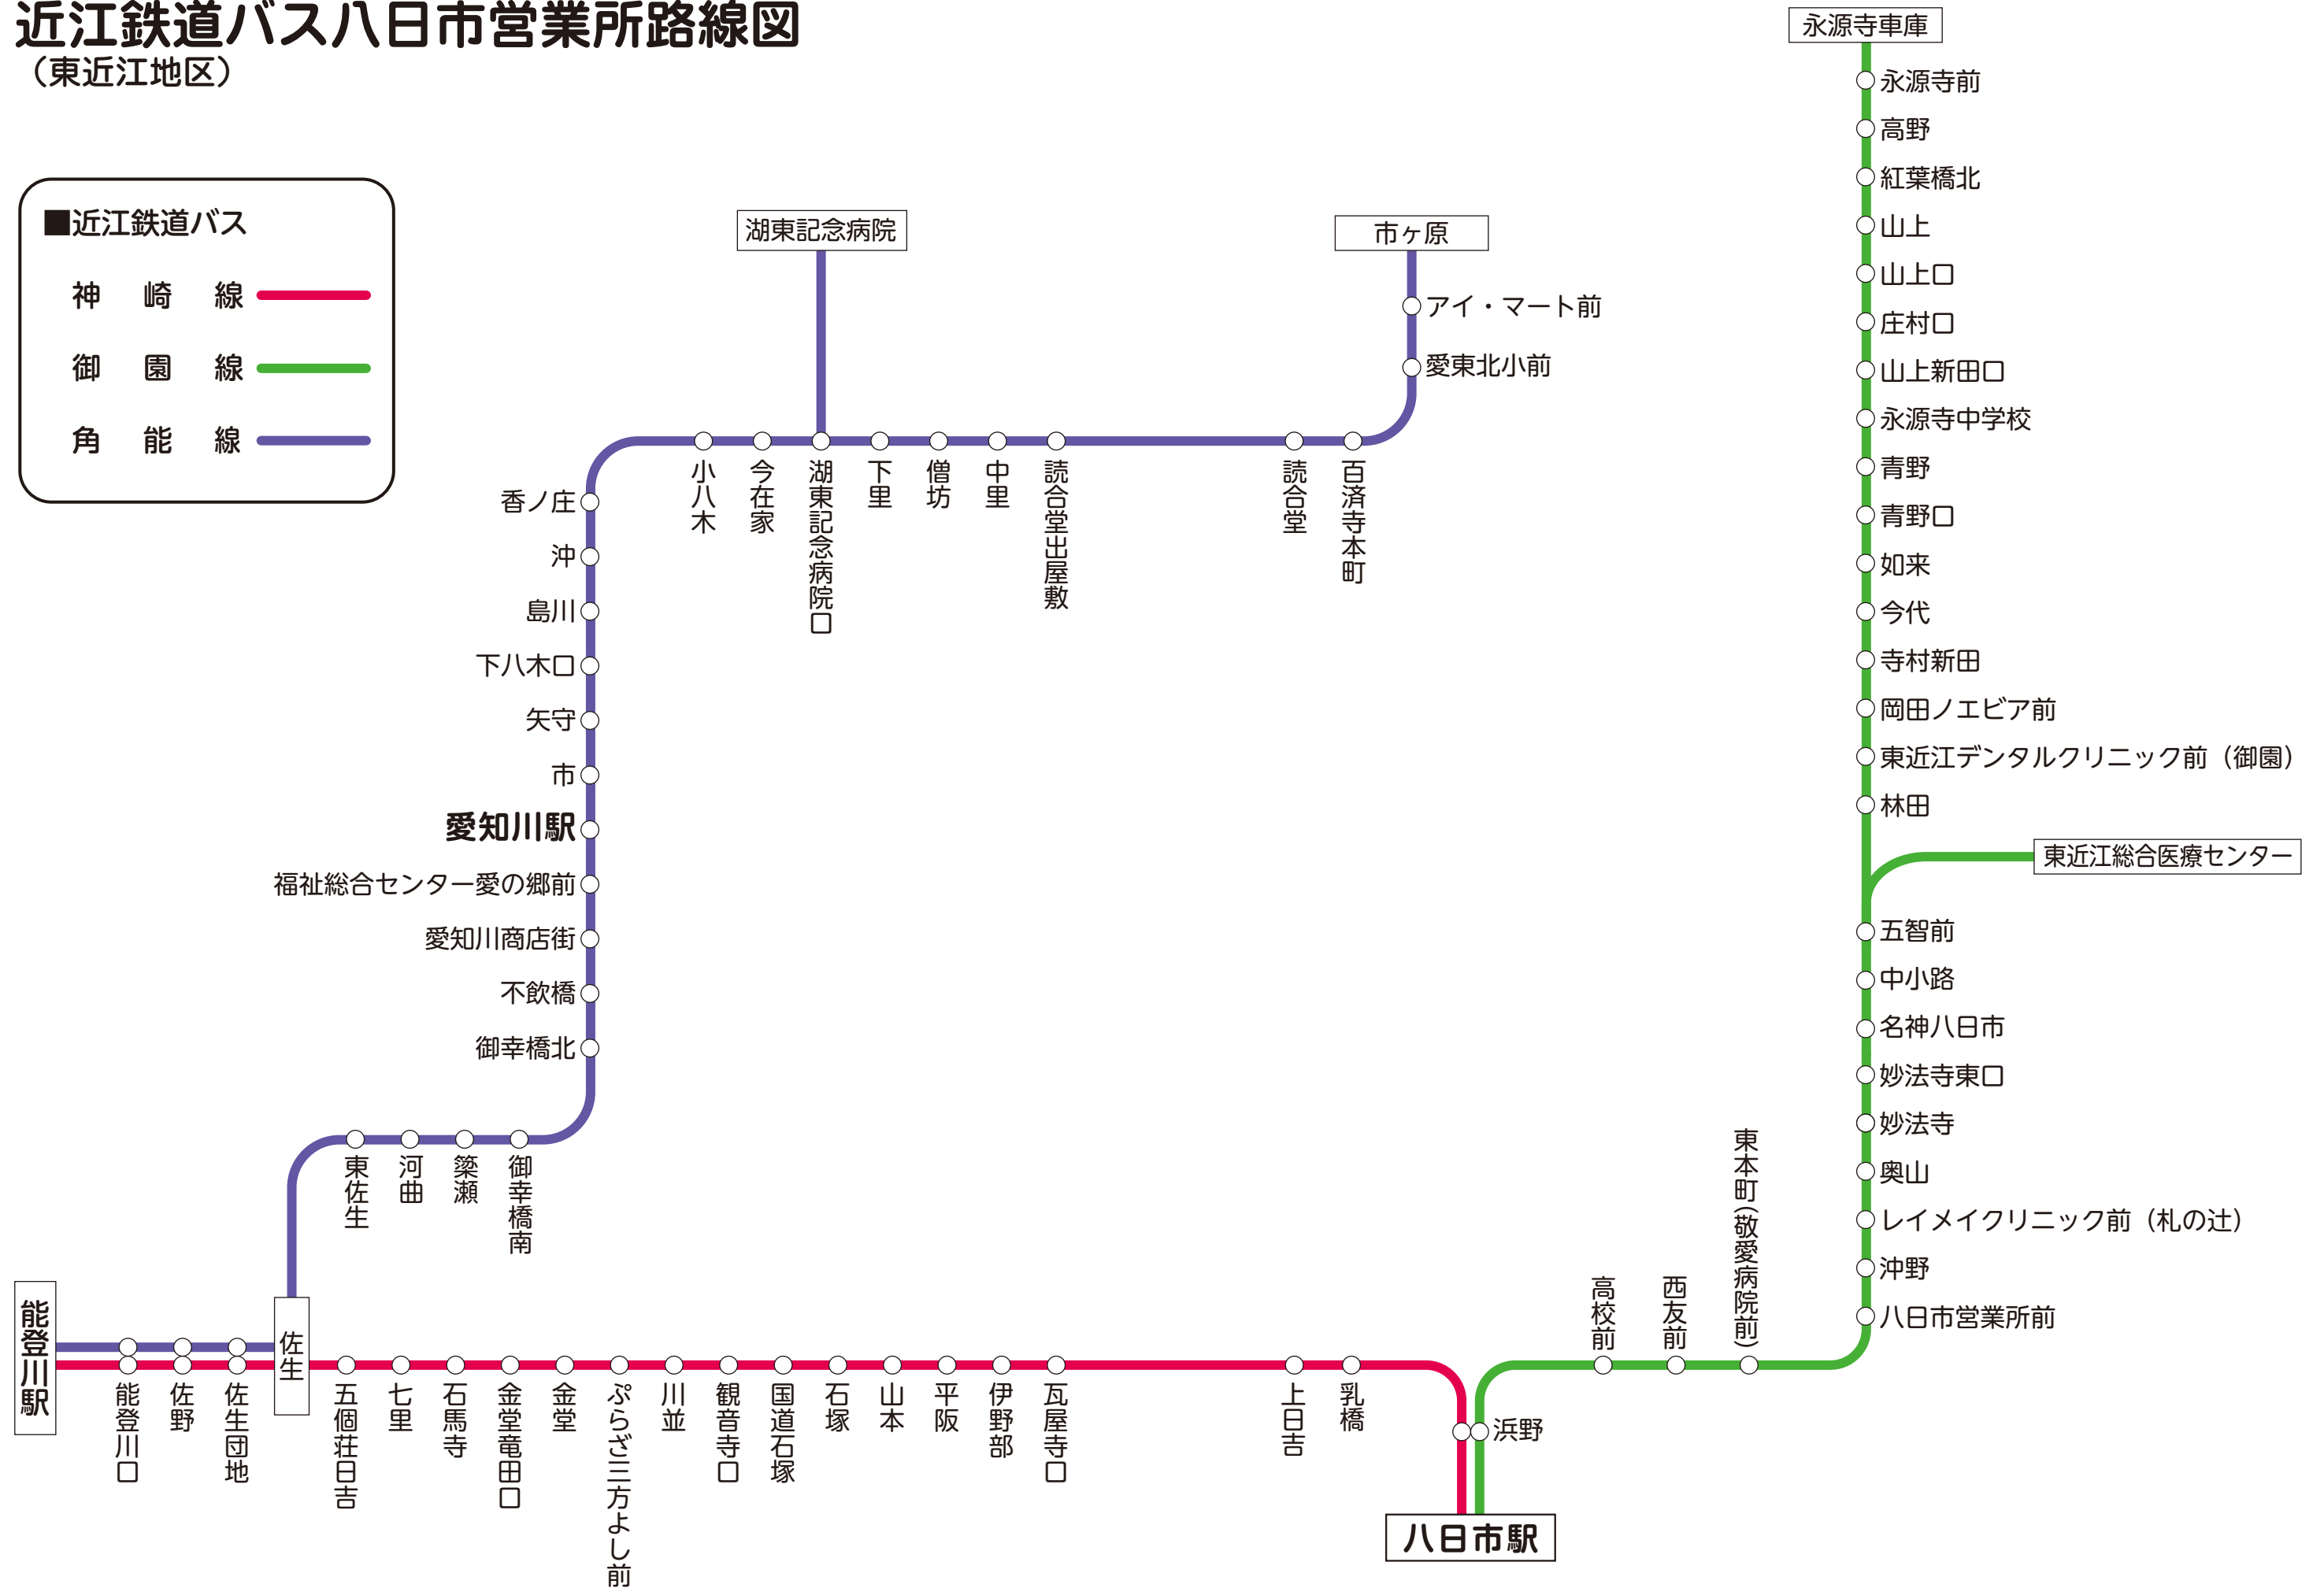 近江鉄道バス八日市営業所路線図
（東近江地区）
■近江鉄道バス
神崎線
御園線
角能線
湖東記念病院
市ヶ原
アイ・マート前
愛東北小前
小八木
今在家
湖東記念病院口
下里
僧坊
中里
読合堂出屋敷
読合堂
百済寺本町
香ノ庄
沖
島川
下八木口
矢守
市
愛知川駅
福祉総合センター愛の郷前
愛知川商店街
不飲橋
御幸橋北
東佐生
河曲
簗瀬
御幸橋南
能登川駅
佐生
能登川口
佐野
佐生団地
五個荘日吉
七里
石馬寺
金堂竜田口
金堂
ぷらざ三方よし前
川並
観音寺口
国道石塚
石塚
山本
平阪
伊野部
瓦屋寺口
上日吉
乳橋
浜野
八日市駅
高校前
西友前
東本町（敬愛病院前）
永源寺車庫
永源寺前
高野
紅葉橋北
山上
山上口
庄村口
山上新田口
永源寺中学校
青野
青野口
如来
今代
寺村新田
岡田ノエビア前
東近江デンタルクリニック前（御園）
林田
東近江総合医療センター
五智前
中小路
名神八日市
妙法寺東口
妙法寺
奥山
レイメイクリニック前（札の辻）
沖野
八日市営業所前